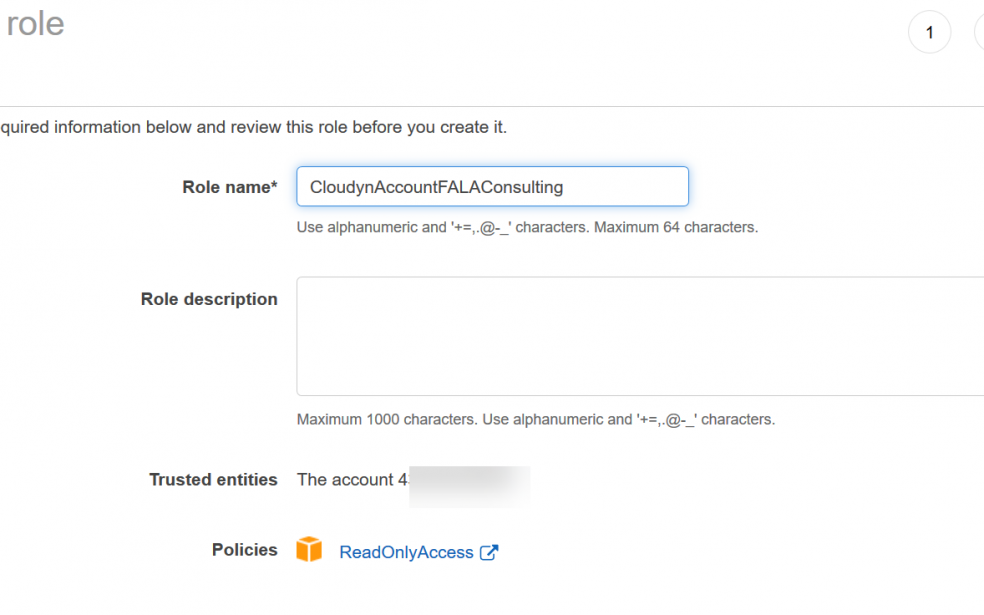 role
1
quired information below and review this role before you create it.
Role name*
CloudynAccountFALAConsulting
Use alphanumeric and '+=,.@-_' characters. Maximum 64 characters.
Role description
Maximum 1000 characters. Use alphanumeric and '+=,.@-_' characters.
Trusted entities The account 4
Policies ReadOnlyAccess